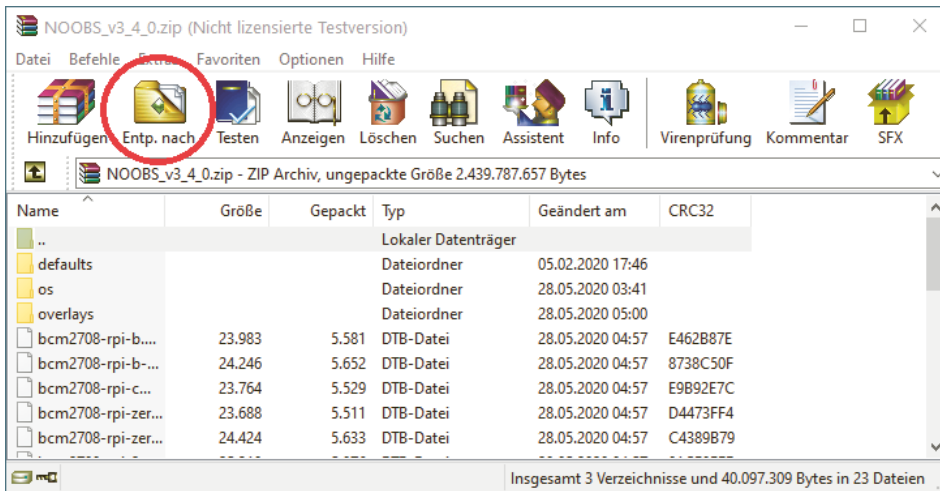 NOOBS_v3_4_0.zip (Nicht lizensierte Testversion)
Datei Befehle Extras Favoriten Optionen Hilfe
Hinzufügen Entp. nach Testen Anzeigen Löschen Suchen Assistent Info Virenprüfung Kommentar SFX
NOOBS_v3_4_0.zip - ZIP Archiv, ungepackte Größe 2.439.787.657 Bytes
Name Größe Gepackt Typ Geändert am CRC32
.. Lokaler Datenträger
defaults Dateiordner 05.02.2020 17:46
os Dateiordner 28.05.2020 03:41
overlays Dateiordner 28.05.2020 05:00
bcm2708-rpi-b.... 23.983 5.581 DTB-Datei 28.05.2020 04:57 E462B87E
bcm2708-rpi-b-... 24.246 5.652 DTB-Datei 28.05.2020 04:57 8738C50F
bcm2708-rpi-c... 23.764 5.529 DTB-Datei 28.05.2020 04:57 E9B92E7C
bcm2708-rpi-zer... 23.688 5.511 DTB-Datei 28.05.2020 04:57 D4473FF4
bcm2708-rpi-zer... 24.424 5.633 DTB-Datei 28.05.2020 04:57 C4389B79
Insgesamt 3 Verzeichnisse und 40.097.309 Bytes in 23 Dateien